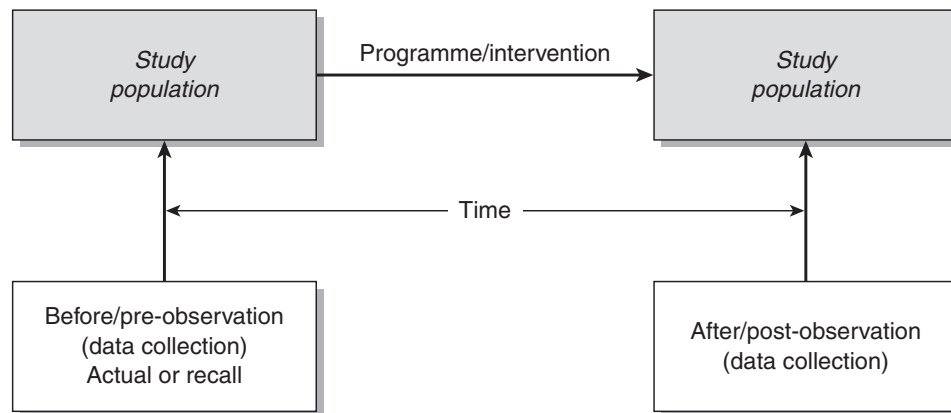 Study
population
Programme/intervention
Study
population
Time
Before/pre-observation
(data collection)
Actual or recall
After/post-observation
(data collection)